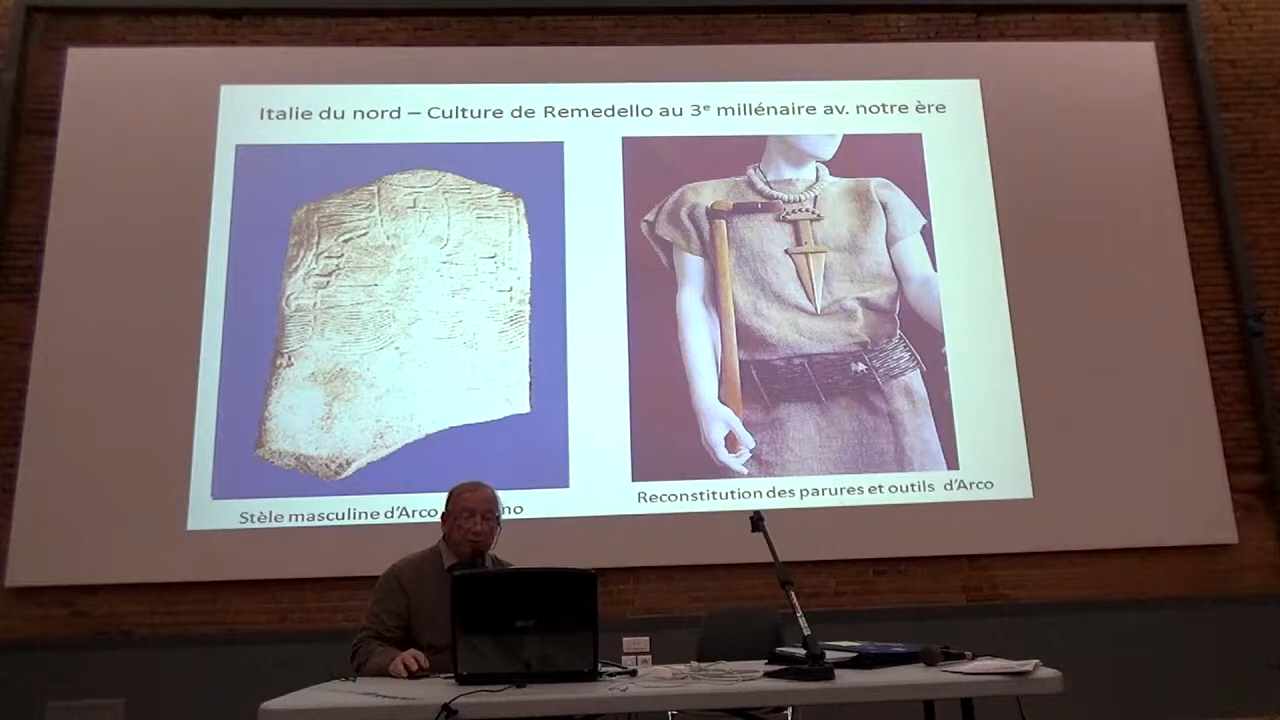 Italie du nord – Culture de Remedello au 3e millénaire av. notre ère
Stèle masculine d'Arco
Reconstitution des parures et outils d'Arco